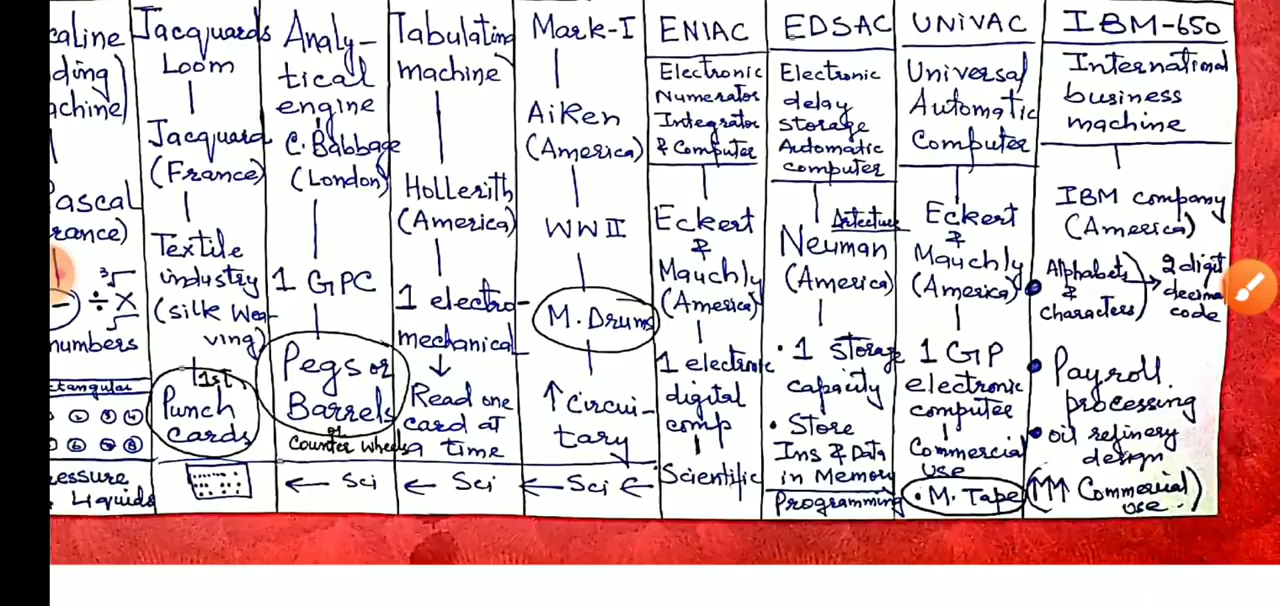 caline
ding)
achine)
Pascal
rance)
³√
− ÷ ×
numbers
ctangular
essure
Liquids
Jacquards
Loom
Jacquard
(France)
Textile
industry
(silk Wea-
ving)
1st
Punch
cards
Analy-
tical
engine
C. Babbage
(London)
1 GPC
Pegs or
Barrels
or
Counter wheels
← Sci
Tabulating
machine
Hollerith
(America)
1 electro-
mechanical
↓
Read one
card at
a time
← Sci
Mark-I
Aiken
(America)
WW II
M. Drums
↑ Circui-
tary
← Sci ←
ENIAC
Electronic
Numerator
Integrator
& Computer
Eckert
&
Mauchly
(America)
1 electronic
digital
comp
Scientific
EDSAC
Electronic
delay
storage
Automatic
computer
Neuman
(America)
• 1 storage
capacity
• Store
Ins & Data
in Memory
Programming
UNiVAC
Universal
Automatic
Computer
Eckert
&
Mauchly
(America)
1 GP
electronic
computer
Commercial
use
• M. Tape
IBM-650
International
business
machine
IBM company
(America)
Alphabets
&
characters
2 digit
decimal
code
Payroll
processing
oil refinery
design
(↑↑↑ Commercial
use.)